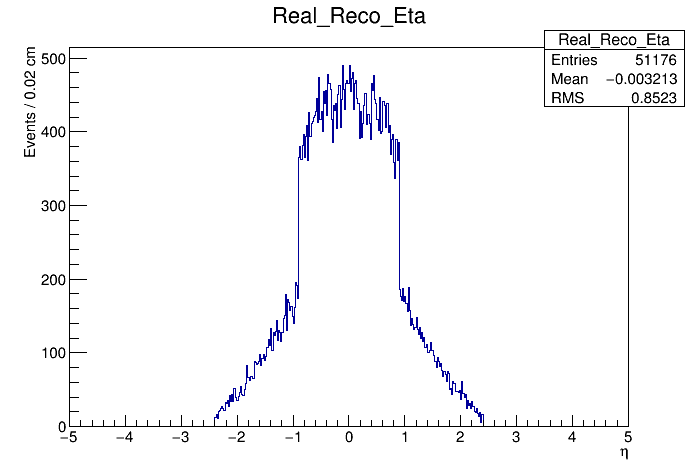 Real_Reco_Eta
Real_Reco_Eta
Entries 51176
Mean −0.003213
RMS 0.8523
Events / 0.02 cm
500
400
300
200
100
0
−5 −4 −3 −2 −1 0 1 2 3 4 5
η